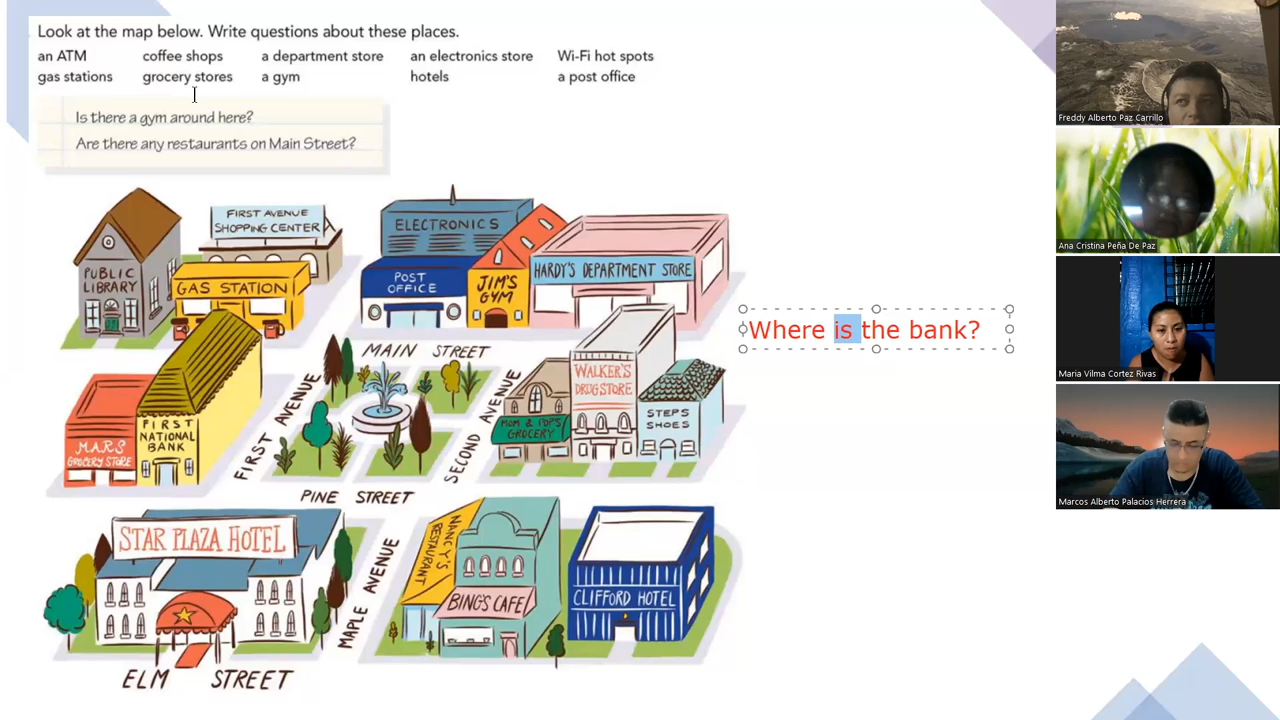 Look at the map below. Write questions about these places.
an ATM coffee shops a department store an electronics store Wi-Fi hot spots
gas stations grocery stores a gym hotels a post office
Is there a gym around here?
Are there any restaurants on Main Street?
FIRST AVENUE
SHOPPING CENTER
ELECTRONICS
PUBLIC
LIBRARY
GAS STATION
POST
OFFICE
JIM'S
GYM
HARDY'S DEPARTMENT STORE
Where is the bank?
MAIN STREET
FIRST AVENUE
SECOND AVENUE
WALKER'S
DRUG STORE
MOM & POP'S
GROCERY
STEPS
SHOES
MARS
GROCERY STORE
FIRST
NATIONAL
BANK
PINE STREET
STAR PLAZA HOTEL
MAPLE AVENUE
NANCY'S
RESTAURANT
BING'S CAFE
CLIFFORD HOTEL
ELM STREET
Freddy Alberto Paz Carrillo
Ana Cristina Peña De Paz
Maria Vilma Cortez Rivas
Marcos Alberto Palacios Herrera